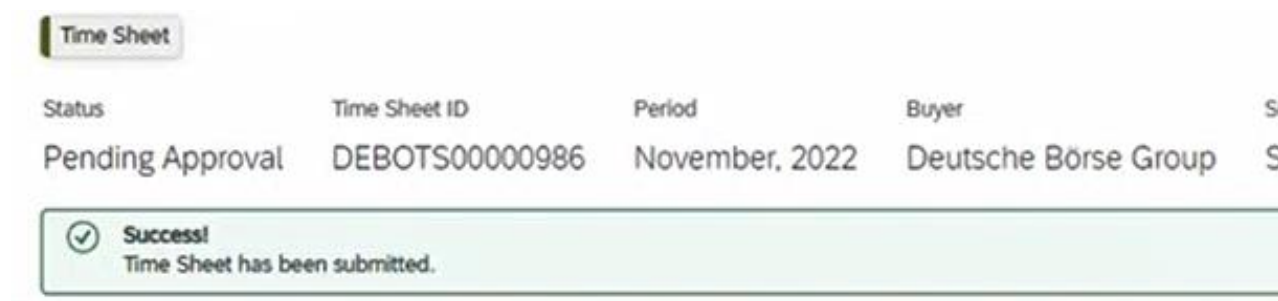 Time Sheet
Status Time Sheet ID Period Buyer
Pending Approval DEBOTS00000986 November, 2022 Deutsche Börse Group
Success!
Time Sheet has been submitted.